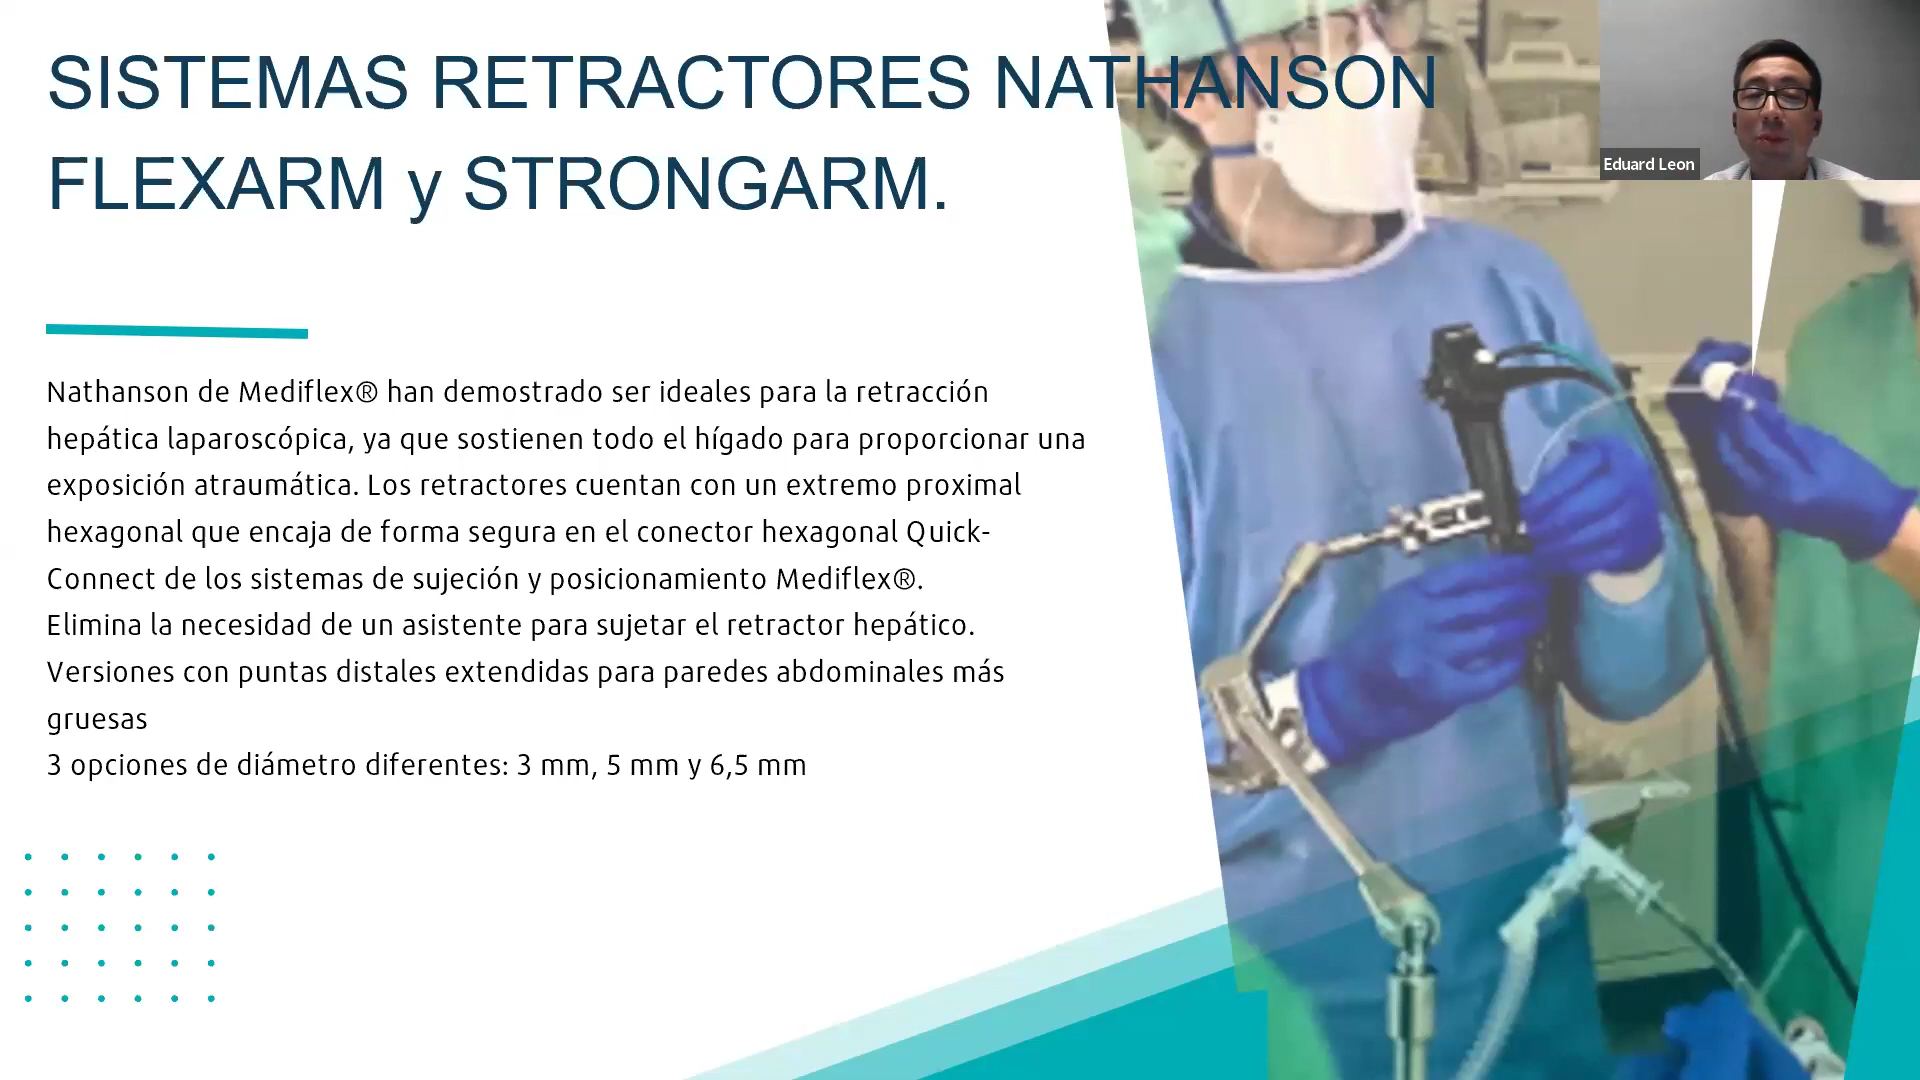 SISTEMAS RETRACTORES NATHANSON
FLEXARM y STRONGARM.
Eduard Leon
Nathanson de Mediflex® han demostrado ser ideales para la retracción
hepática laparoscópica, ya que sostienen todo el hígado para proporcionar una
exposición atraumática. Los retractores cuentan con un extremo proximal
hexagonal que encaja de forma segura en el conector hexagonal Quick-
Connect de los sistemas de sujeción y posicionamiento Mediflex®.
Elimina la necesidad de un asistente para sujetar el retractor hepático.
Versiones con puntas distales extendidas para paredes abdominales más
gruesas
3 opciones de diámetro diferentes: 3 mm, 5 mm y 6,5 mm